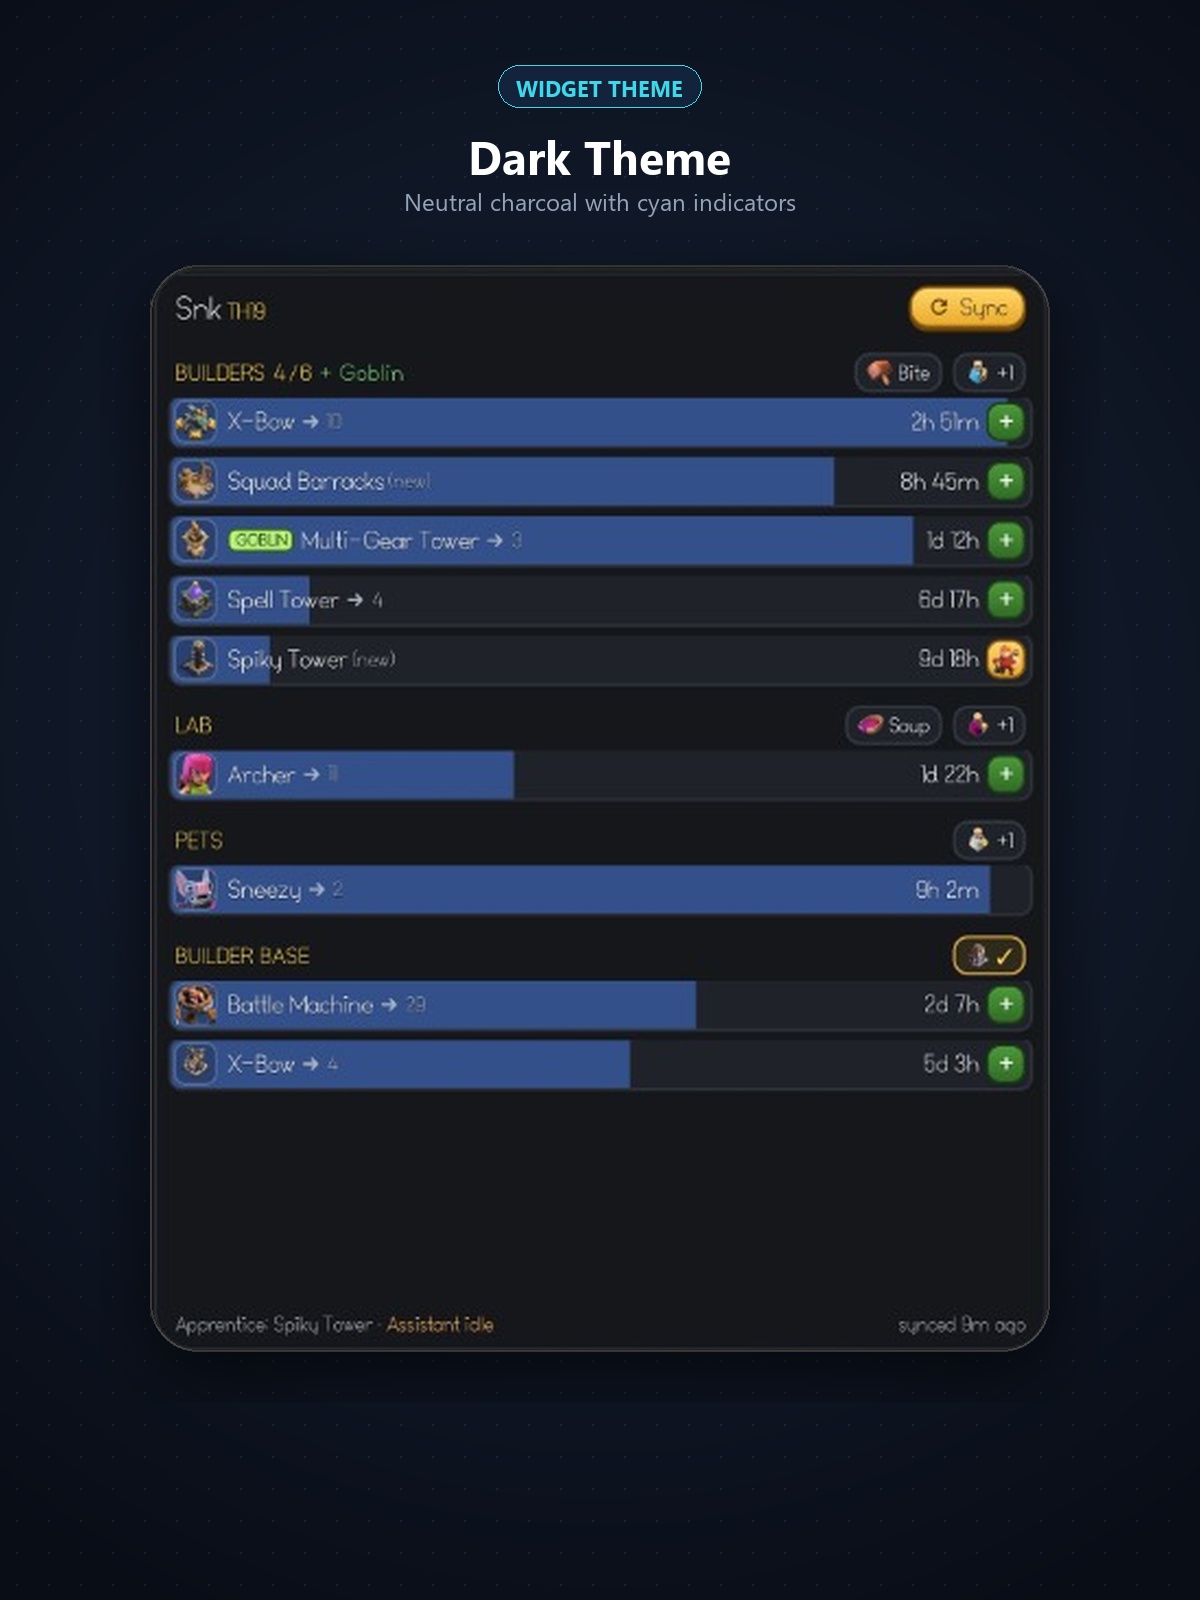 WIDGET THEME
Dark Theme
Neutral charcoal with cyan indicators
Snk TH19
Sync
BUILDERS 4/6 + Goblin
Bite
+1
X-Bow → 10
2h 51m
+
Squad Barracks (new)
8h 45m
+
GOBLIN Multi-Gear Tower → 3
1d 12h
+
Spell Tower → 4
6d 17h
+
Spiky Tower (new)
9d 18h
LAB
Soup
+1
Archer → 11
1d 22h
+
PETS
+1
Sneezy → 2
9h 2m
BUILDER BASE
✓
Battle Machine → 29
2d 7h
+
X-Bow → 4
5d 3h
+
Apprentice: Spiky Tower · Assistant idle
synced 9m ago